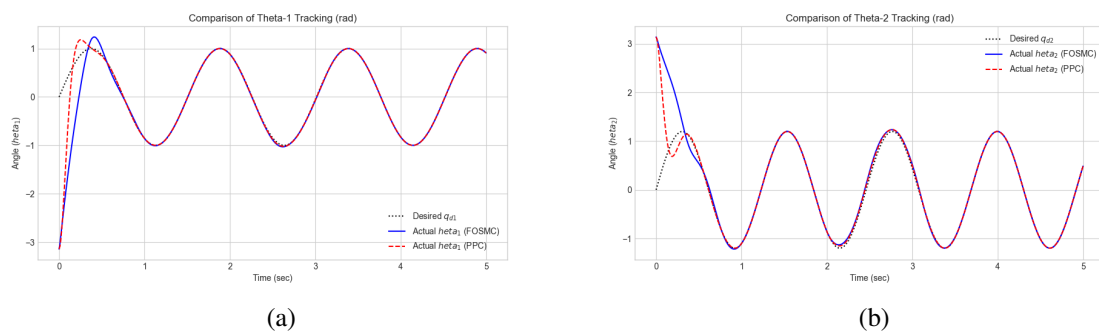 Comparison of Theta-1 Tracking (rad)
Angle (heta₁)
1
0
−1
−2
−3
Desired q_d1
Actual heta₁ (FOSMC)
Actual heta₁ (PPC)
0 1 2 3 4 5
Time (sec)
(a)
Comparison of Theta-2 Tracking (rad)
Angle (heta₂)
3
2
1
0
−1
Desired q_d2
Actual heta₂ (FOSMC)
Actual heta₂ (PPC)
0 1 2 3 4 5
Time (sec)
(b)